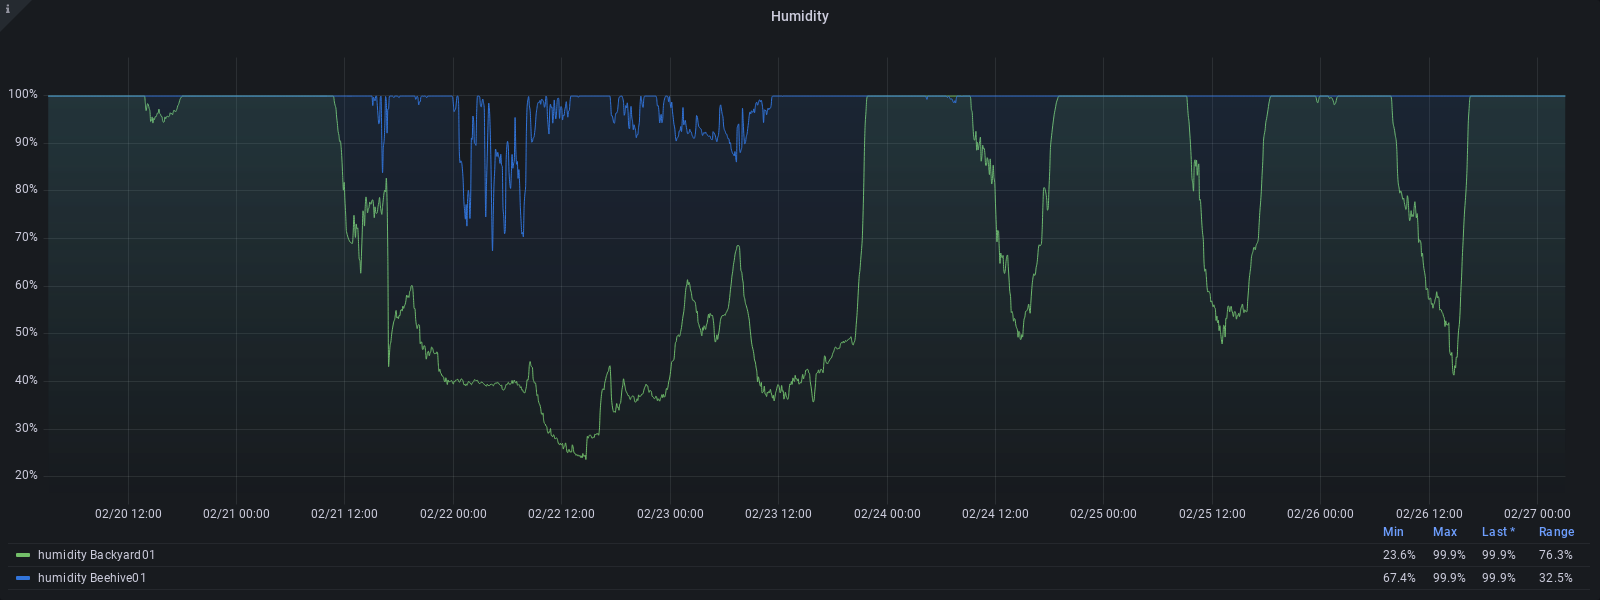 i
Humidity
100%
90%
80%
70%
60%
50%
40%
30%
20%
02/20 12:00 02/21 00:00 02/21 12:00 02/22 00:00 02/22 12:00 02/23 00:00 02/23 12:00 02/24 00:00 02/24 12:00 02/25 00:00 02/25 12:00 02/26 00:00 02/26 12:00 02/27 00:00
Min Max Last * Range
humidity Backyard01 23.6% 99.9% 99.9% 76.3%
humidity Beehive01 67.4% 99.9% 99.9% 32.5%